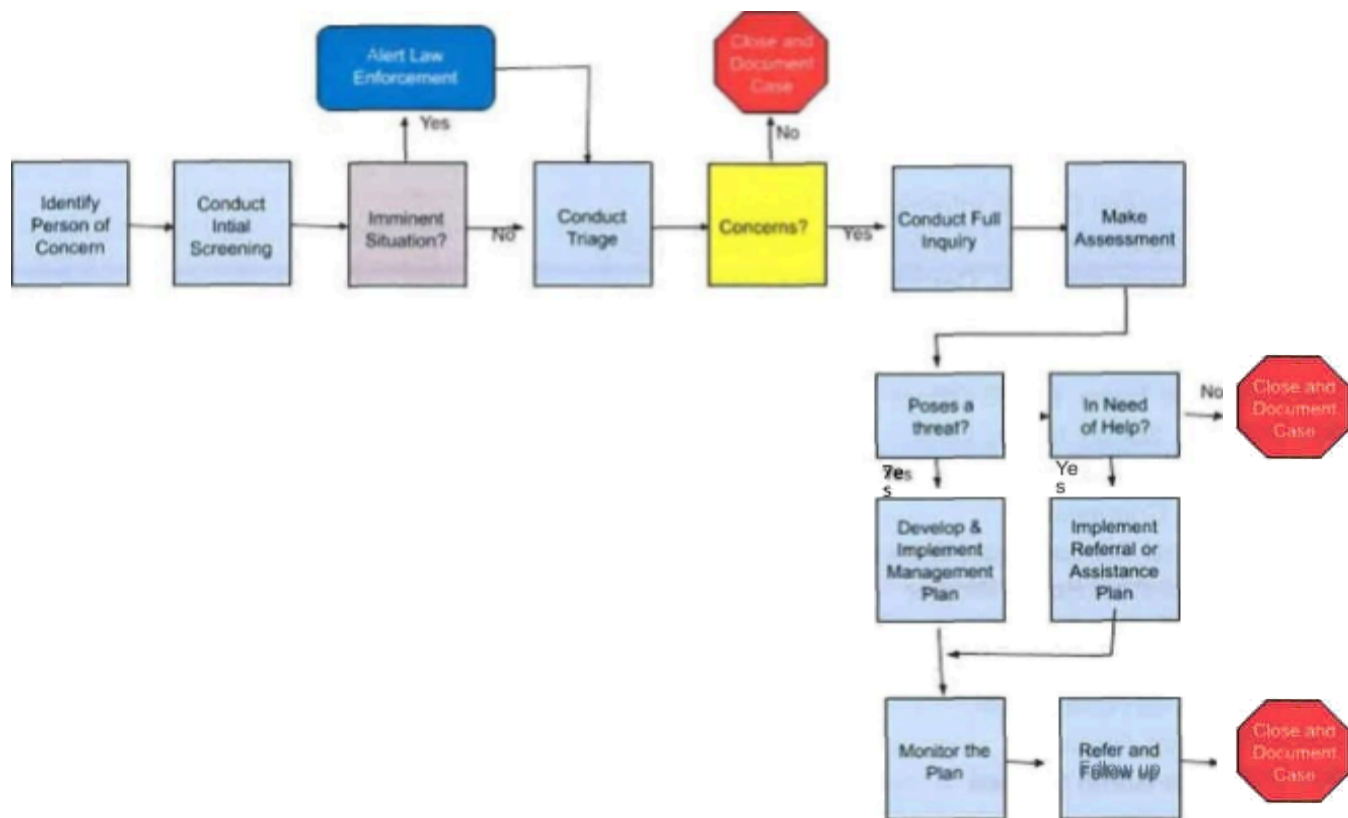 Alert Law
Enforcement
Close and
Document
Case
Yes
No
Identify
Person of
Concern
Conduct
Intial
Screening
Imminent
Situation?
No
Conduct
Triage
Concerns?
Yes
Conduct Full
Inquiry
Make
Assessment
Poses a
threat?
In Need
of Help?
No
Close and
Document
Case
Yes
Ye
s
Develop &
Implement
Management
Plan
Implement
Referral or
Assistance
Plan
Monitor the
Plan
Refer and
Follow up
Close and
Document
Case